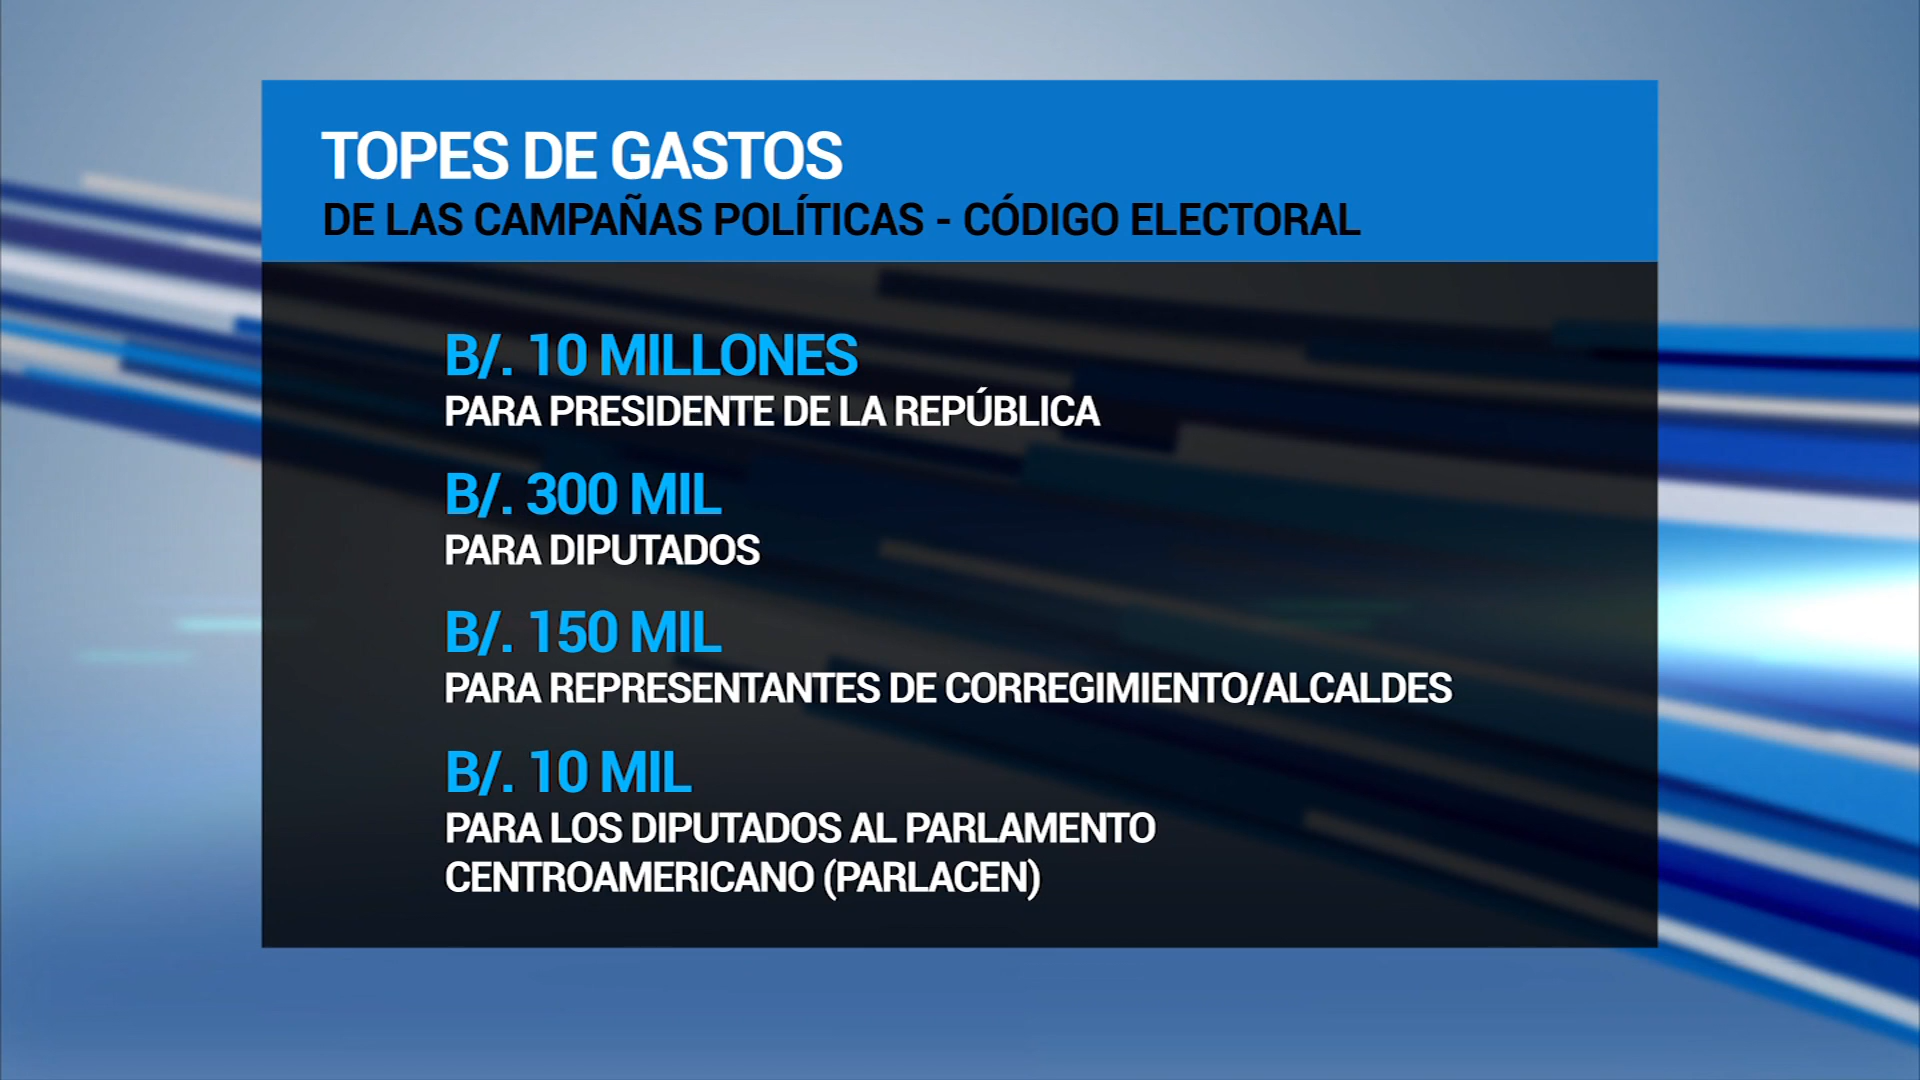 TOPES DE GASTOS
DE LAS CAMPAÑAS POLÍTICAS - CÓDIGO ELECTORAL
B/. 10 MILLONES
PARA PRESIDENTE DE LA REPÚBLICA
B/. 300 MIL
PARA DIPUTADOS
B/. 150 MIL
PARA REPRESENTANTES DE CORREGIMIENTO/ALCALDES
B/. 10 MIL
PARA LOS DIPUTADOS AL PARLAMENTO
CENTROAMERICANO (PARLACEN)